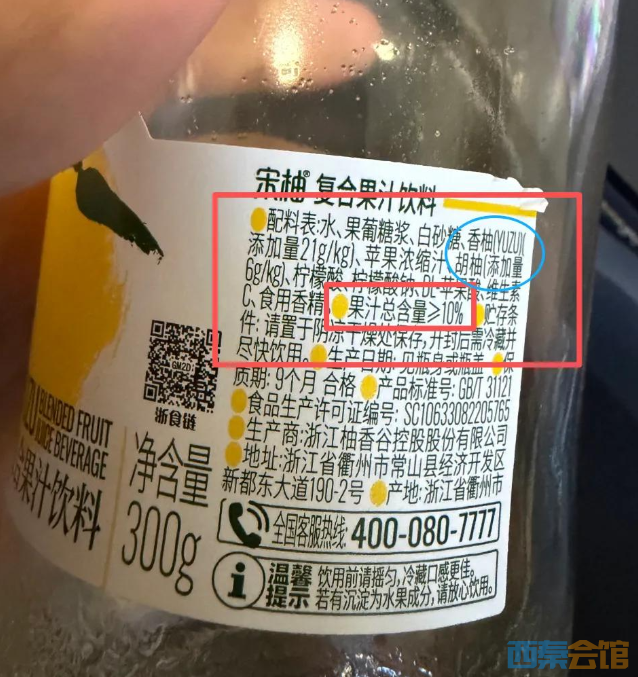 宋柚® 复合果汁饮料
配料表:水、果葡糖浆、白砂糖、香柚(YUZU)(
添加量21g/kg)、苹果浓缩汁、胡柚(添加量
6g/kg)、柠檬酸、柠檬酸钠、DL-苹果酸、维生素
C、食用香精 果汁总含量≥10% 贮存条
件: 请置于阴凉干燥处保存,开封后需冷藏并
尽快饮用。 生产日期: 见瓶身或瓶盖 保
质期: 9个月 合格 产品标准号: GB/T 31121
食品生产许可证编号: SC10633082205765
生产商: 浙江柚香谷控股股份有限公司
地址: 浙江省衢州市常山县经济开发区
新都东大道190-2号 产地: 浙江省衢州市
全国客服热线: 400-080-7777
温馨提示
饮用前请摇匀,冷藏口感更佳。
若有沉淀为水果成分,请放心饮用。
GM2D
浙食链
净含量
300g
BLENDED FRUIT
JUICE BEVERAGE
果汁饮料
西秦会馆